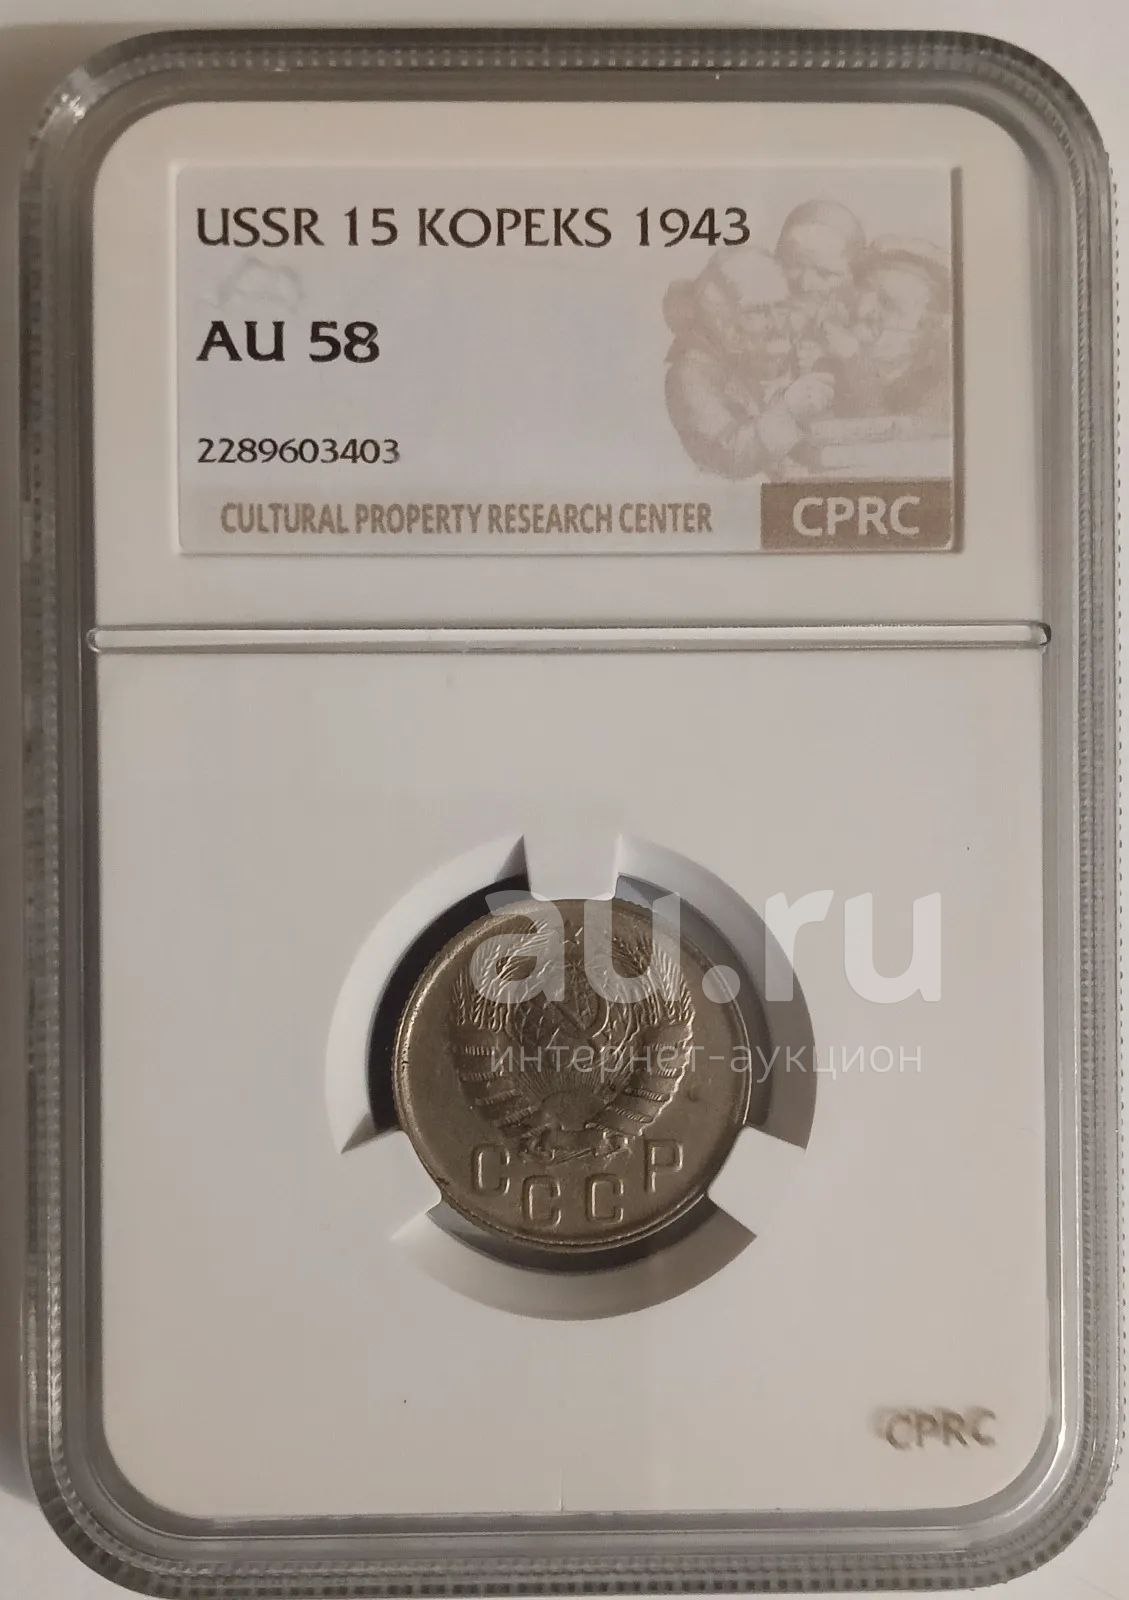 USSR 15 KOPEKS 1943
AU 58
2289603403
CULTURAL PROPERTY RESEARCH CENTER CPRC
au.ru
интернет-аукцион
СССР
CPRC